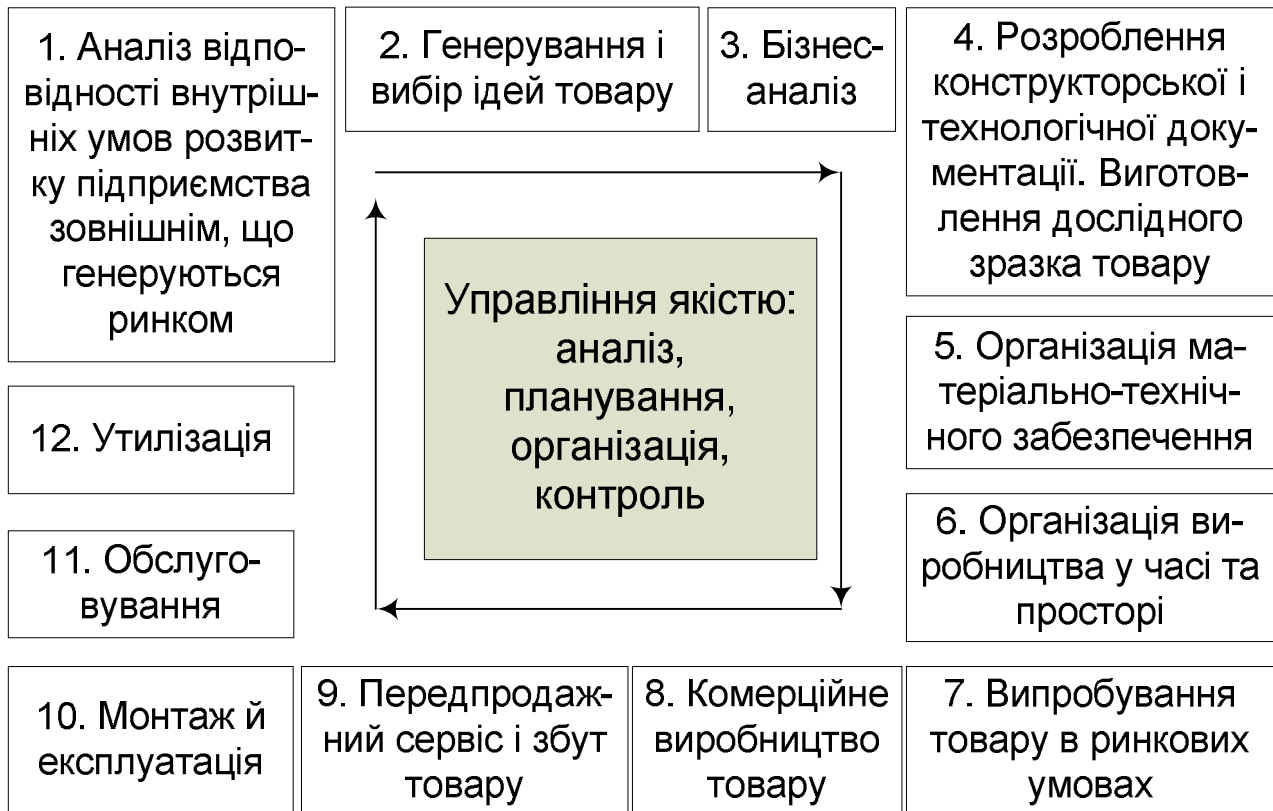 1. Аналіз відпо-
відності внутріш-
ніх умов розвит-
ку підприємства
зовнішнім, що
генеруються
ринком
2. Генерування і
вибір ідей товару
3. Бізнес-
аналіз
4. Розроблення
конструкторської і
технологічної доку-
ментації. Виготов-
лення дослідного
зразка товару
Управління якістю:
аналіз,
планування,
організація,
контроль
5. Організація ма-
теріально-техніч-
ного забезпечення
6. Організація ви-
робництва у часі та
просторі
7. Випробування
товару в ринкових
умовах
8. Комерційне
виробництво
товару
9. Передпродаж-
ний сервіс і збут
товару
10. Монтаж й
експлуатація
11. Обслуго-
вування
12. Утилізація